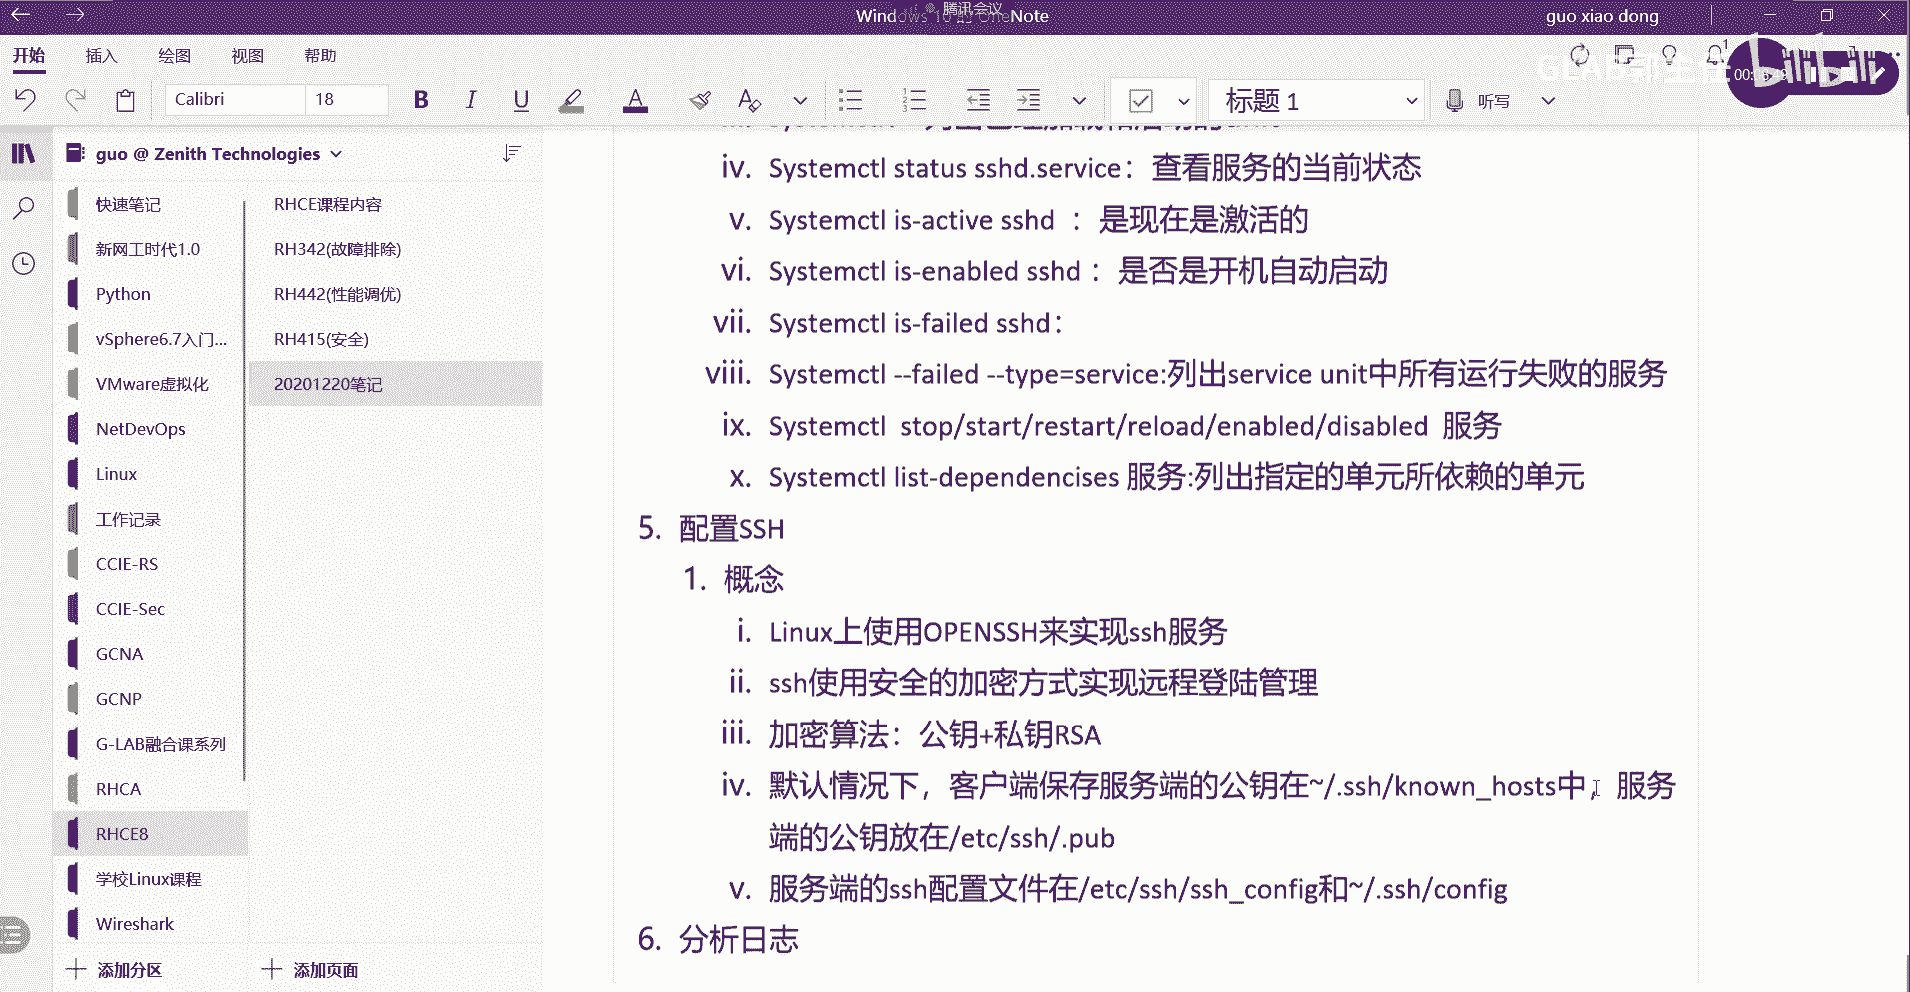 Windows 10 的 OneNote
腾讯会议
guo xiao dong
开始 插入 绘图 视图 帮助
GLAB郭主任
bilibili
Calibri 18 B I U A 标题 1 听写
guo @ Zenith Technologies
快速笔记
新网工时代1.0
Python
vSphere6.7入门...
VMware虚拟化
NetDevOps
Linux
工作记录
CCIE-RS
CCIE-Sec
GCNA
GCNP
G-LAB融合课系列
RHCA
RHCE8
学校Linux课程
Wireshark
添加分区
RHCE课程内容
RH342(故障排除)
RH442(性能调优)
RH415(安全)
20201220笔记
添加页面
iv. Systemctl status sshd.service：查看服务的当前状态
v. Systemctl is-active sshd ：是现在是激活的
vi. Systemctl is-enabled sshd：是否是开机自动启动
vii. Systemctl is-failed sshd：
viii. Systemctl --failed --type=service:列出service unit中所有运行失败的服务
ix. Systemctl stop/start/restart/reload/enabled/disabled 服务
x. Systemctl list-dependencises 服务:列出指定的单元所依赖的单元
5. 配置SSH
1. 概念
i. Linux上使用OPENSSH来实现ssh服务
ii. ssh使用安全的加密方式实现远程登陆管理
iii. 加密算法：公钥+私钥RSA
iv. 默认情况下，客户端保存服务端的公钥在~/.ssh/known_hosts中，服务
端的公钥放在/etc/ssh/.pub
v. 服务端的ssh配置文件在/etc/ssh/ssh_config和~/.ssh/config
6. 分析日志